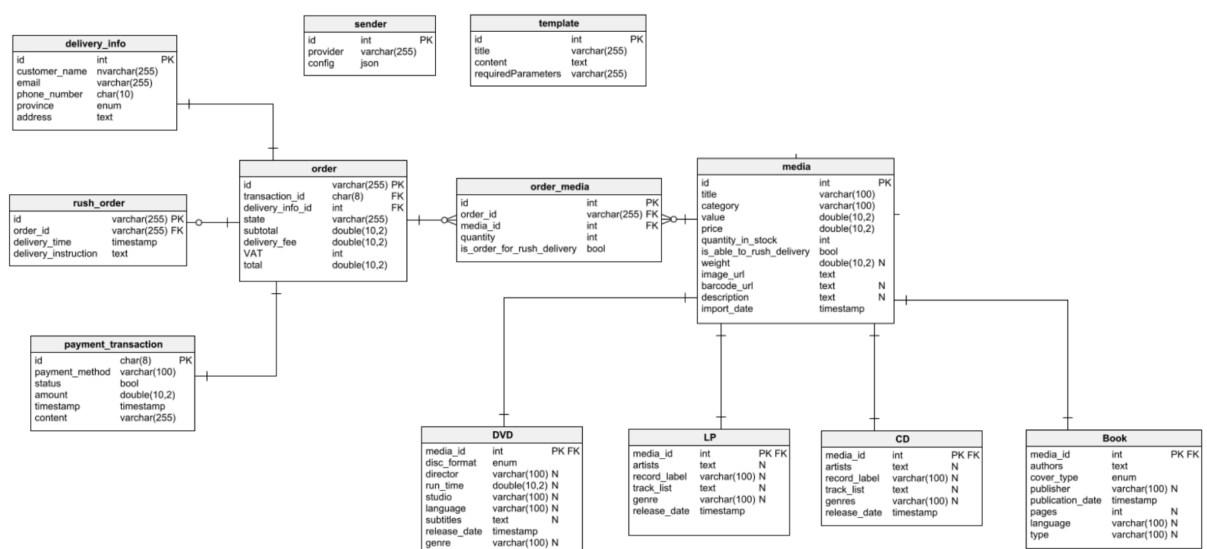 sender
id int PK
provider varchar(255)
config json
template
id int PK
title varchar(255)
content text
requiredParameters varchar(255)
delivery_info
id int PK
customer_name nvarchar(255)
email varchar(255)
phone_number char(10)
province enum
address text
order
id varchar(255) PK
transaction_id char(8) FK
delivery_info_id int FK
state varchar(255)
subtotal double(10,2)
delivery_fee double(10,2)
VAT int
total double(10,2)
rush_order
id varchar(255) PK
order_id varchar(255) FK
delivery_time timestamp
delivery_instruction text
order_media
id int PK
order_id varchar(255) FK
media_id int FK
quantity int
is_order_for_rush_delivery bool
media
id int PK
title varchar(100)
category varchar(100)
value double(10,2)
price double(10,2)
quantity_in_stock int
is_able_to_rush_delivery bool
weight double(10,2) N
image_url text
barcode_url text N
description text N
import_date timestamp
payment_transaction
id char(8) PK
payment_method varchar(100)
status bool
amount double(10,2)
timestamp timestamp
content varchar(255)
DVD
media_id int PK FK
disc_format enum
director varchar(100) N
run_time double(10,2) N
studio varchar(100) N
language varchar(100) N
subtitles text N
release_date timestamp
genre varchar(100) N
LP
media_id int PK FK
artists text N
record_label varchar(100) N
track_list text N
genre varchar(100) N
release_date timestamp
CD
media_id int PK FK
artists text N
record_label varchar(100) N
track_list text N
genres varchar(100) N
release_date timestamp
Book
media_id int PK FK
authors text
cover_type enum
publisher varchar(100) N
publication_date timestamp
pages int N
language varchar(100) N
type varchar(100) N